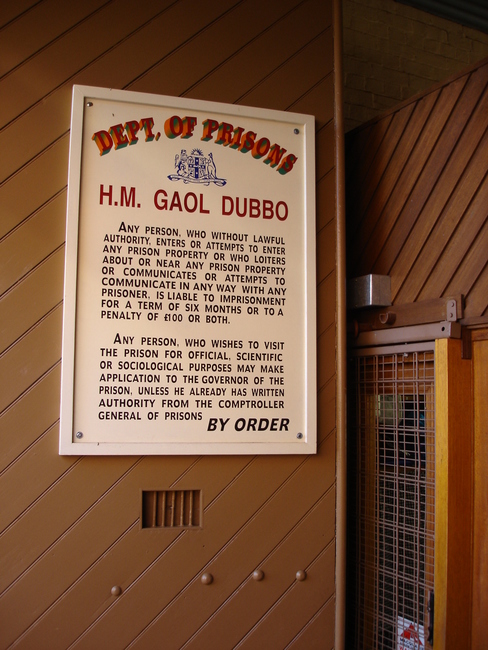 DEPT, OF PRISONS
H.M. GAOL DUBBO
ANY PERSON, WHO WITHOUT LAWFUL
AUTHORITY, ENTERS OR ATTEMPTS TO ENTER
ANY PRISON PROPERTY OR WHO LOITERS
ABOUT OR NEAR ANY PRISON PROPERTY
OR COMMUNICATES OR ATTEMPTS TO
COMMUNICATE IN ANY WAY WITH ANY
PRISONER, IS LIABLE TO IMPRISONMENT
FOR A TERM OF SIX MONTHS OR TO A
PENALTY OF £100 OR BOTH.
ANY PERSON, WHO WISHES TO VISIT
THE PRISON FOR OFFICIAL, SCIENTIFIC
OR SOCIOLOGICAL PURPOSES MAY MAKE
APPLICATION TO THE GOVERNOR OF THE
PRISON, UNLESS HE ALREADY HAS WRITTEN
AUTHORITY FROM THE COMPTROLLER
GENERAL OF PRISONS
BY ORDER